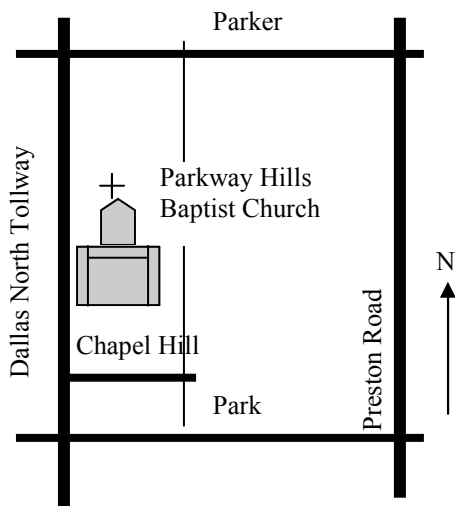 Parker
Parkway Hills
Baptist Church
Dallas North Tollway
N
Chapel Hill
Preston Road
Park